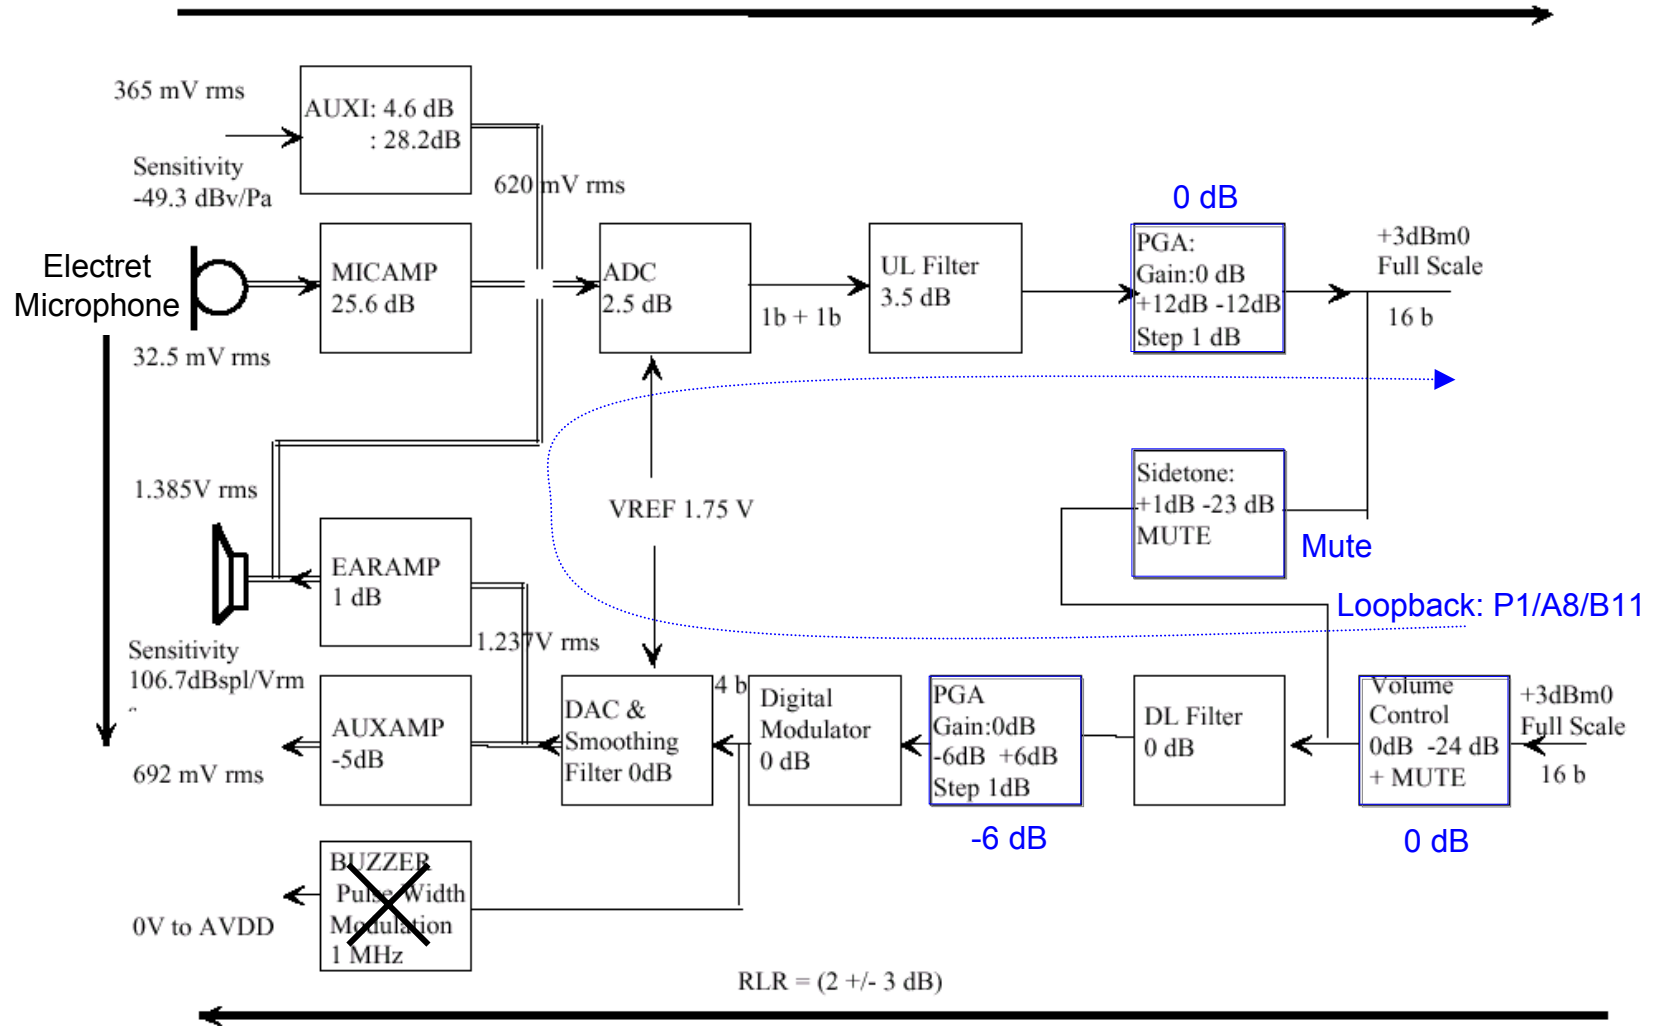 365 mV rms
AUXI: 4.6 dB
: 28.2dB
Sensitivity
-49.3 dBv/Pa
620 mV rms
0 dB
Electret
Microphone
MICAMP
25.6 dB
ADC
2.5 dB
1b + 1b
UL Filter
3.5 dB
PGA:
Gain:0 dB
+12dB -12dB
Step 1 dB
+3dBm0
Full Scale
16 b
32.5 mV rms
1.385V rms
VREF 1.75 V
Sidetone:
+1dB -23 dB
MUTE
Mute
EARAMP
1 dB
Loopback: P1/A8/B11
1.237V rms
Sensitivity
106.7dBspl/Vrm
AUXAMP
-5dB
692 mV rms
DAC &
Smoothing
Filter 0dB
4 b
Digital
Modulator
0 dB
PGA
Gain:0dB
-6dB +6dB
Step 1dB
-6 dB
DL Filter
0 dB
Volume
Control
0dB -24 dB
+ MUTE
0 dB
+3dBm0
Full Scale
16 b
BUZZER
Pulse Width
Modulation
1 MHz
0V to AVDD
RLR = (2 +/- 3 dB)